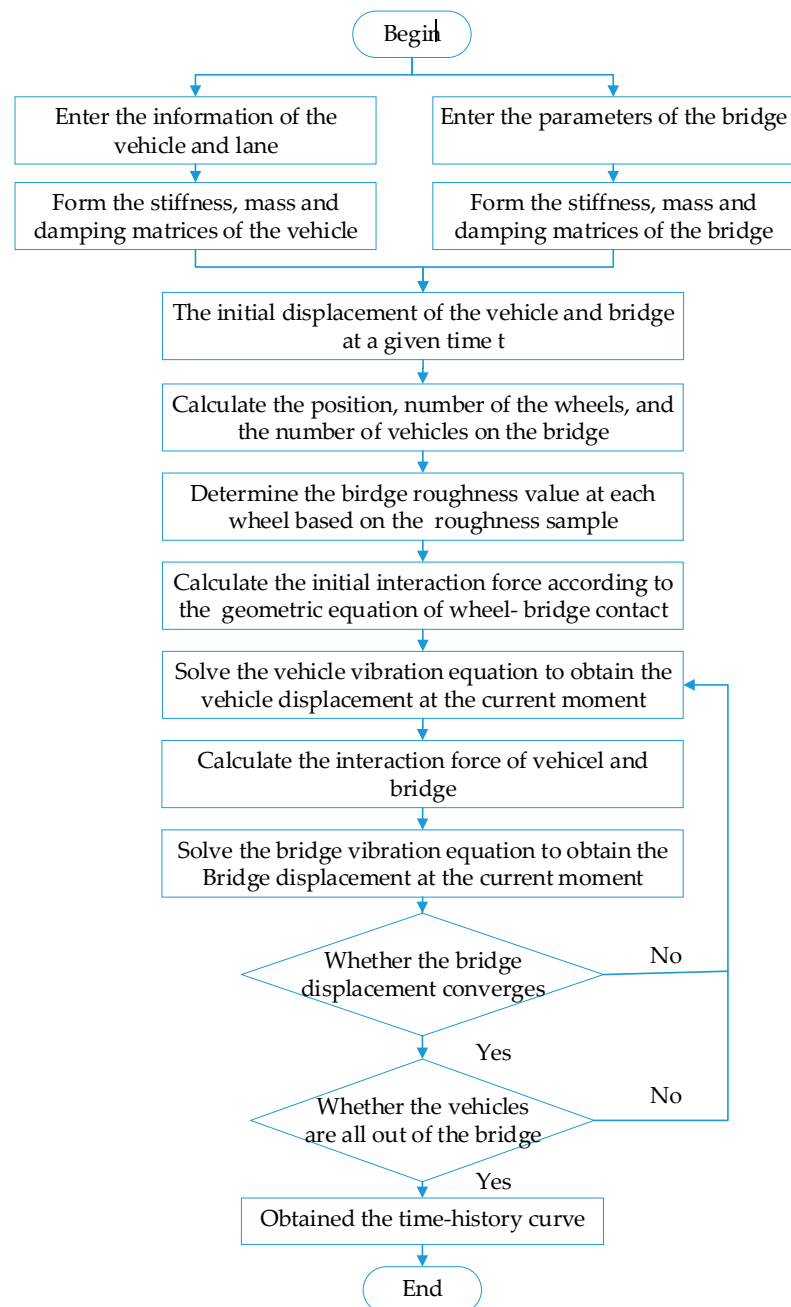 Begin
Enter the information of the
vehicle and lane
Enter the parameters of the bridge
Form the stiffness, mass and
damping matrices of the vehicle
Form the stiffness, mass and
damping matrices of the bridge
The initial displacement of the vehicle and bridge
at a given time t
Calculate the position, number of the wheels, and
the number of vehicles on the bridge
Determine the birdge roughness value at each
wheel based on the roughness sample
Calculate the initial interaction force according to
the geometric equation of wheel- bridge contact
Solve the vehicle vibration equation to obtain the
vehicle displacement at the current moment
Calculate the interaction force of vehicel and
bridge
Solve the bridge vibration equation to obtain the
Bridge displacement at the current moment
Whether the bridge
displacement converges
No
Yes
Whether the vehicles
are all out of the bridge
No
Yes
Obtained the time-history curve
End